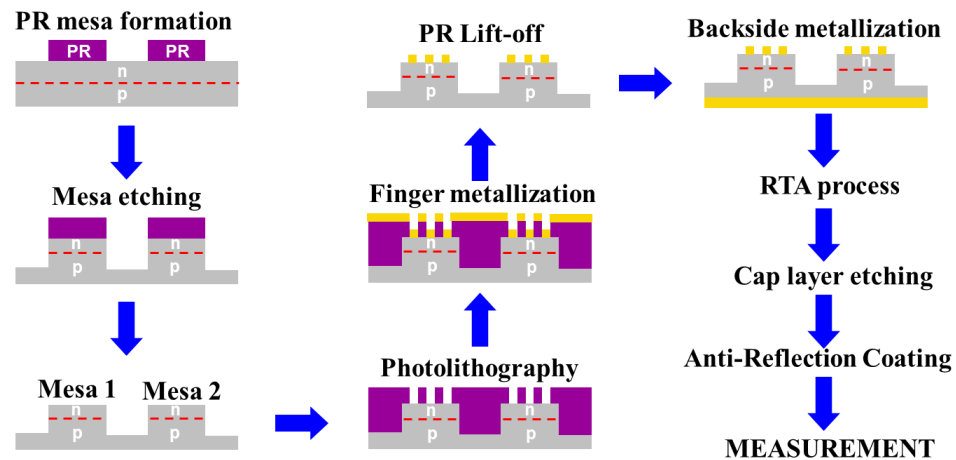 PR mesa formation
PR PR
n
p
Mesa etching
n n
p p
Mesa 1 Mesa 2
n n
p p
Photolithography
n n
p p
Finger metallization
n n
p p
PR Lift-off
n n
p p
Backside metallization
n n
p p
RTA process
Cap layer etching
Anti-Reflection Coating
MEASUREMENT